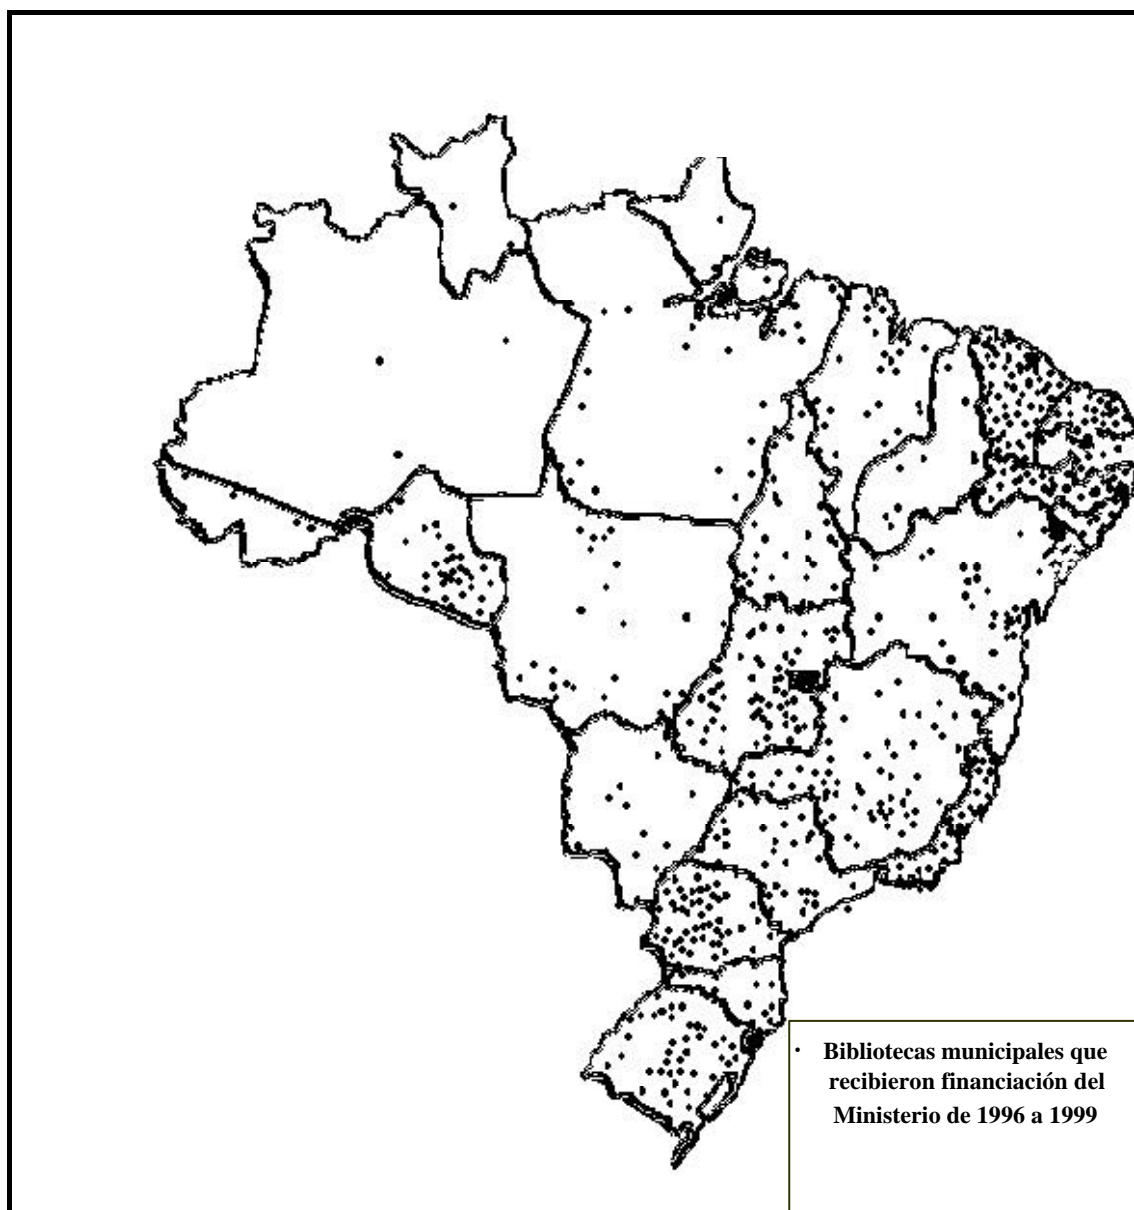 · Bibliotecas municipales que
recibieron financiación del
Ministerio de 1996 a 1999